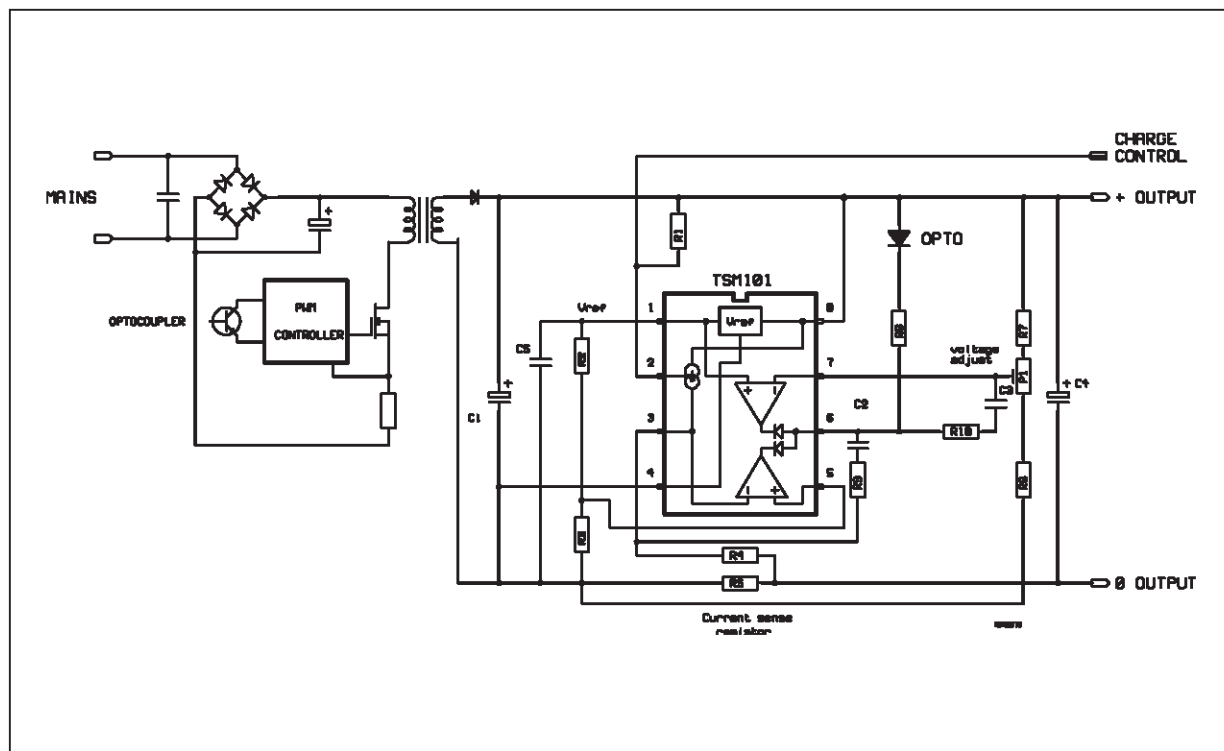 CHARGE
CONTROL
MAINS
+ OUTPUT
R1
OPTO
TSM101
PWM
CONTROLLER
OPTOCOUPLER
Vref
1
Vref
8
C5
R2
2
voltage
adjust
7
R7
P1
C1
+
3
C2
6
C3
+ C4
R10
4
5
R9
R3
R4
R5
0 OUTPUT
Current sense
resistor